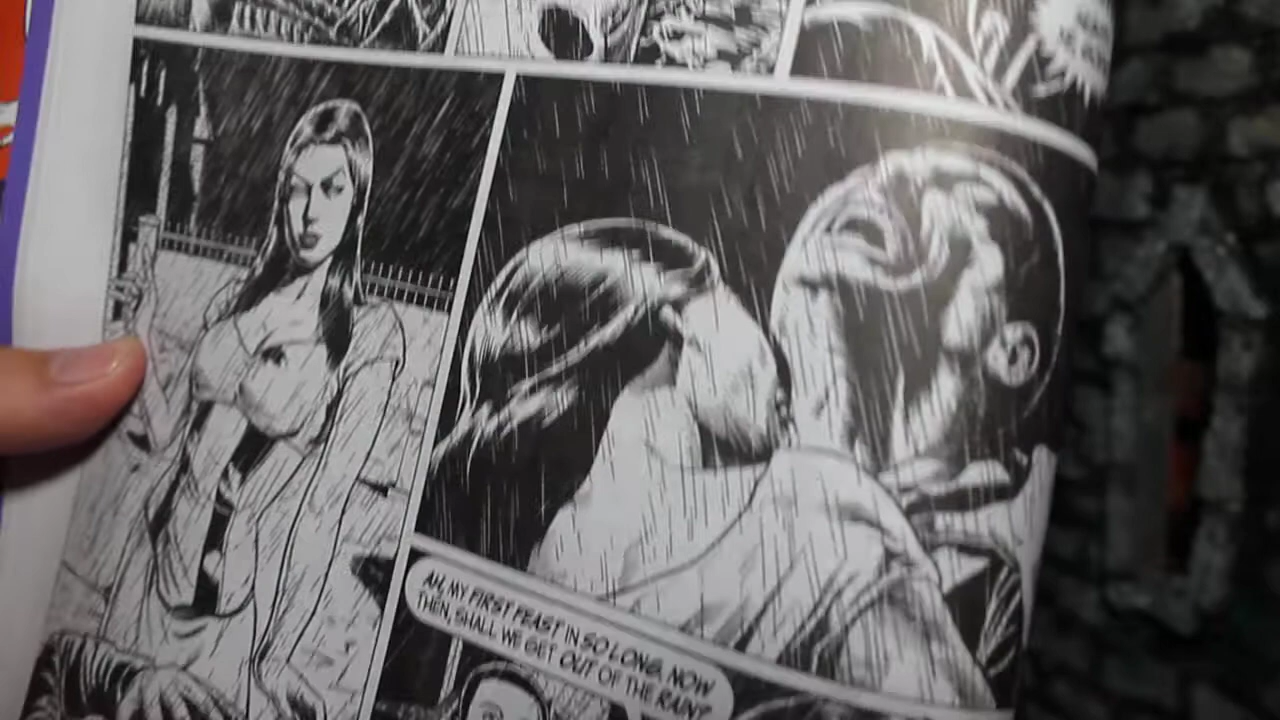 AH, MY FIRST FEAST IN SO LONG. NOW
THEN, SHALL WE GET OUT OF THE RAIN?